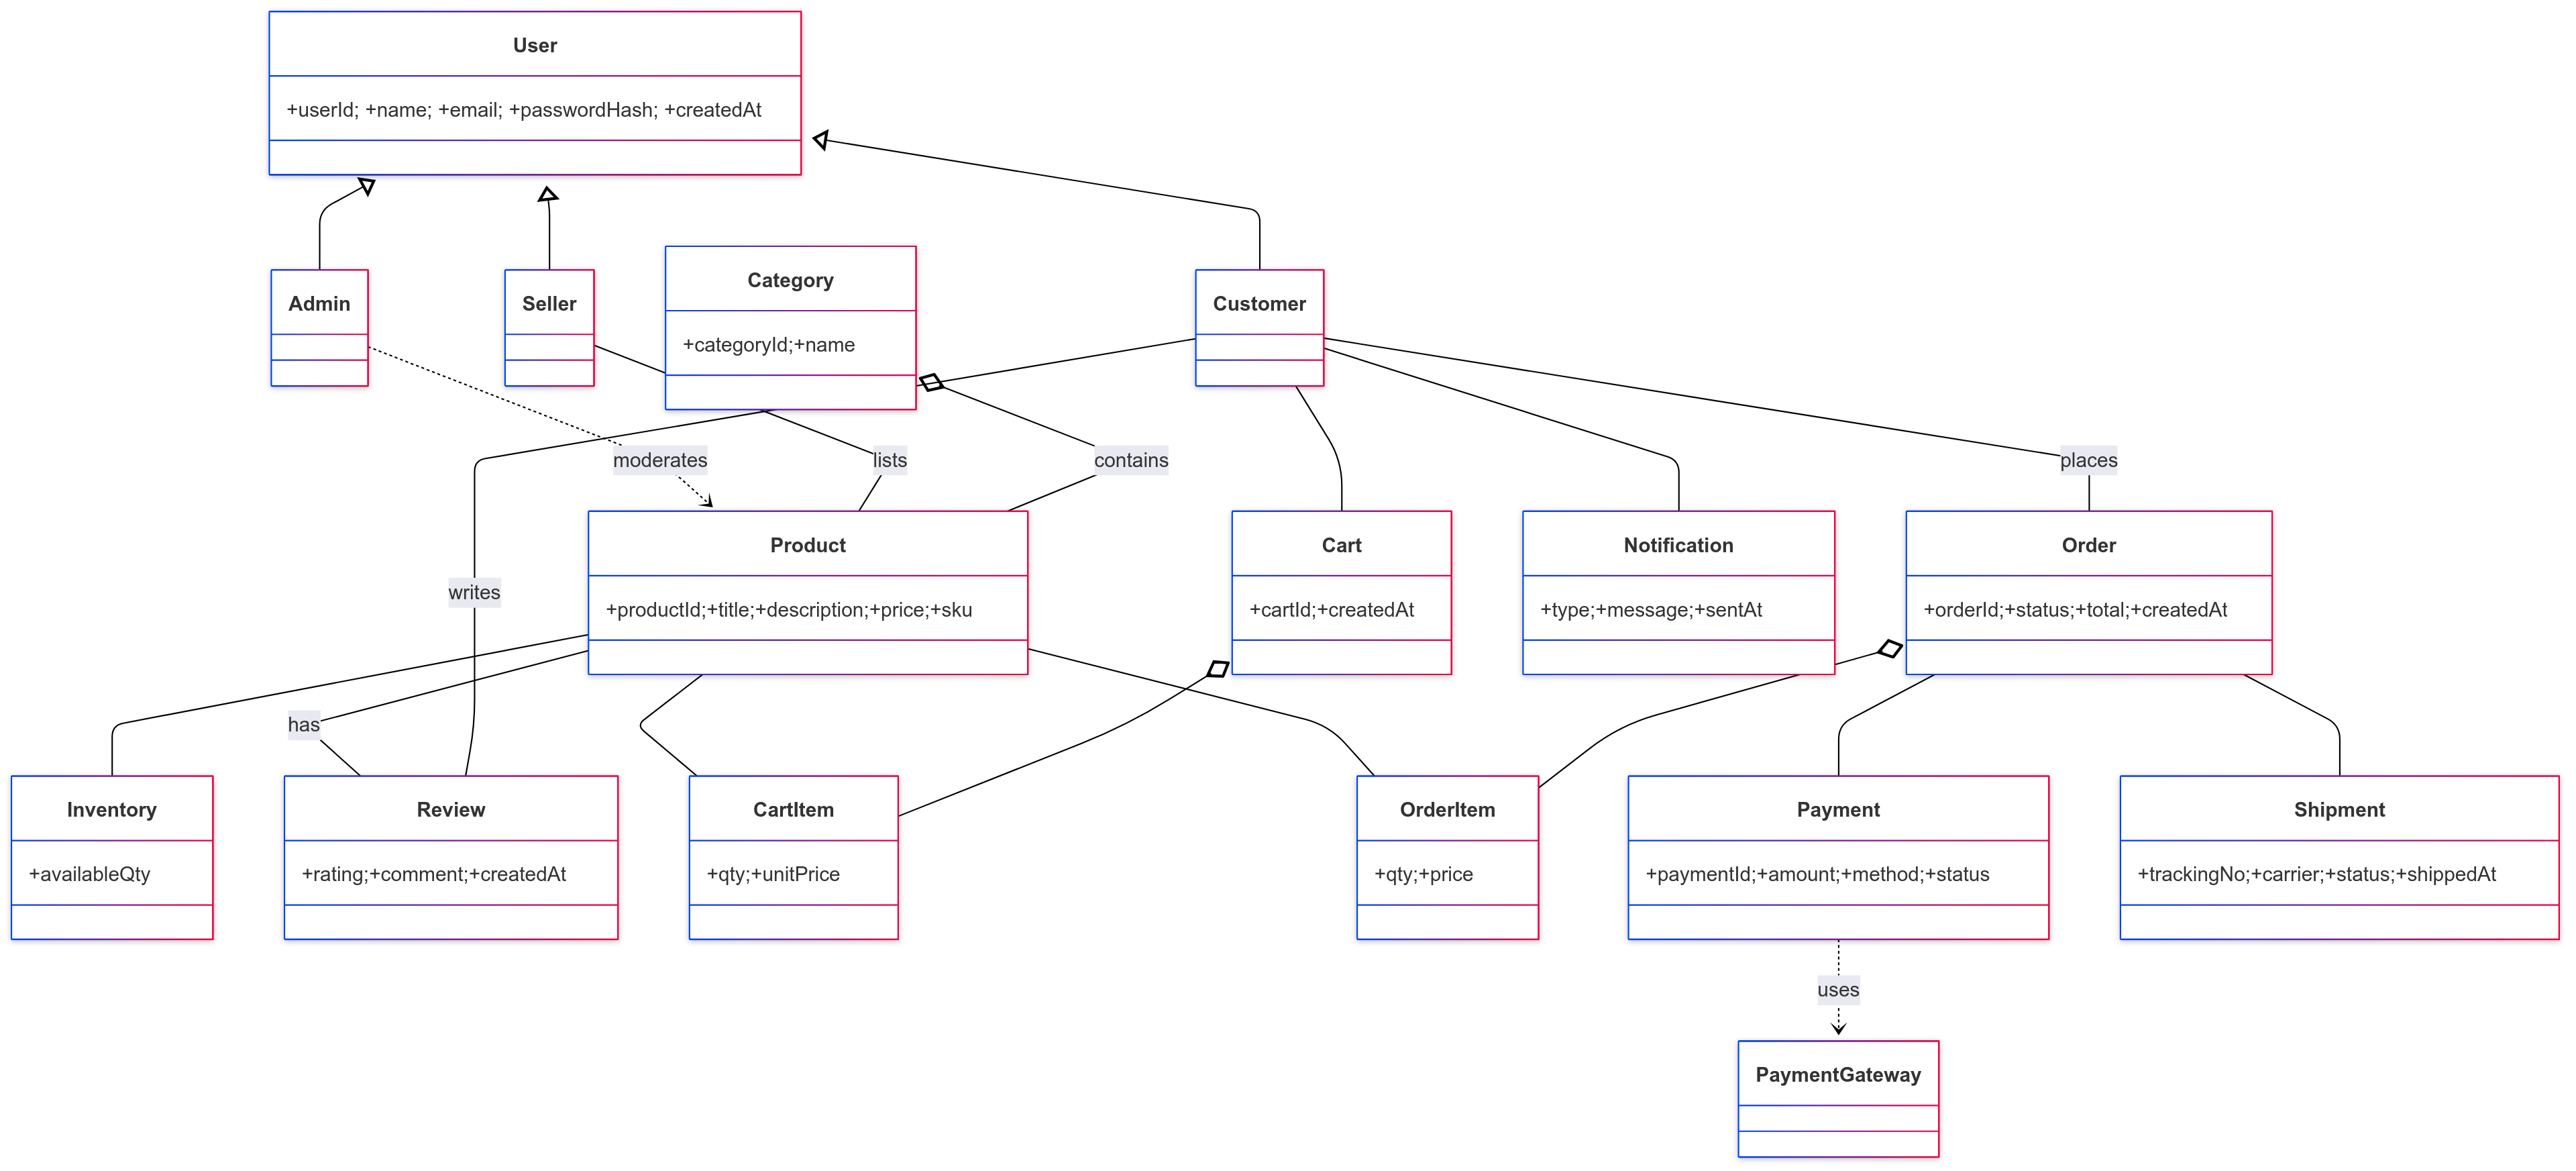 User
+userId; +name; +email; +passwordHash; +createdAt
Admin
Seller
Category
+categoryId;+name
Customer
moderates
lists
contains
places
Product
+productId;+title;+description;+price;+sku
Cart
+cartId;+createdAt
Notification
+type;+message;+sentAt
Order
+orderId;+status;+total;+createdAt
writes
has
Inventory
+availableQty
Review
+rating;+comment;+createdAt
CartItem
+qty;+unitPrice
OrderItem
+qty;+price
Payment
+paymentId;+amount;+method;+status
Shipment
+trackingNo;+carrier;+status;+shippedAt
uses
PaymentGateway